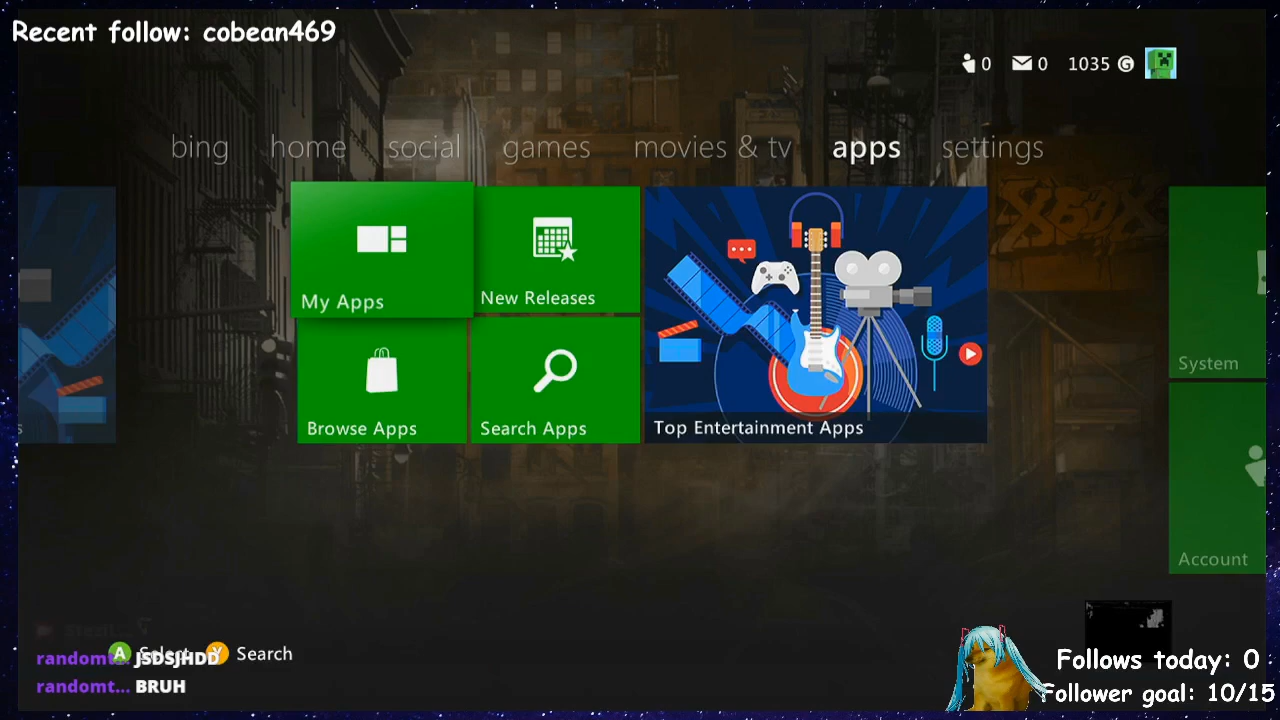 Recent follow: cobean469
0 0 1035 G
bing home social games movies & tv apps settings
My Apps
New Releases
Browse Apps
Search Apps
Top Entertainment Apps
System
Account
A Select Y Search
randomt... JSDSJHDD
randomt... BRUH
Follows today: 0
Follower goal: 10/15